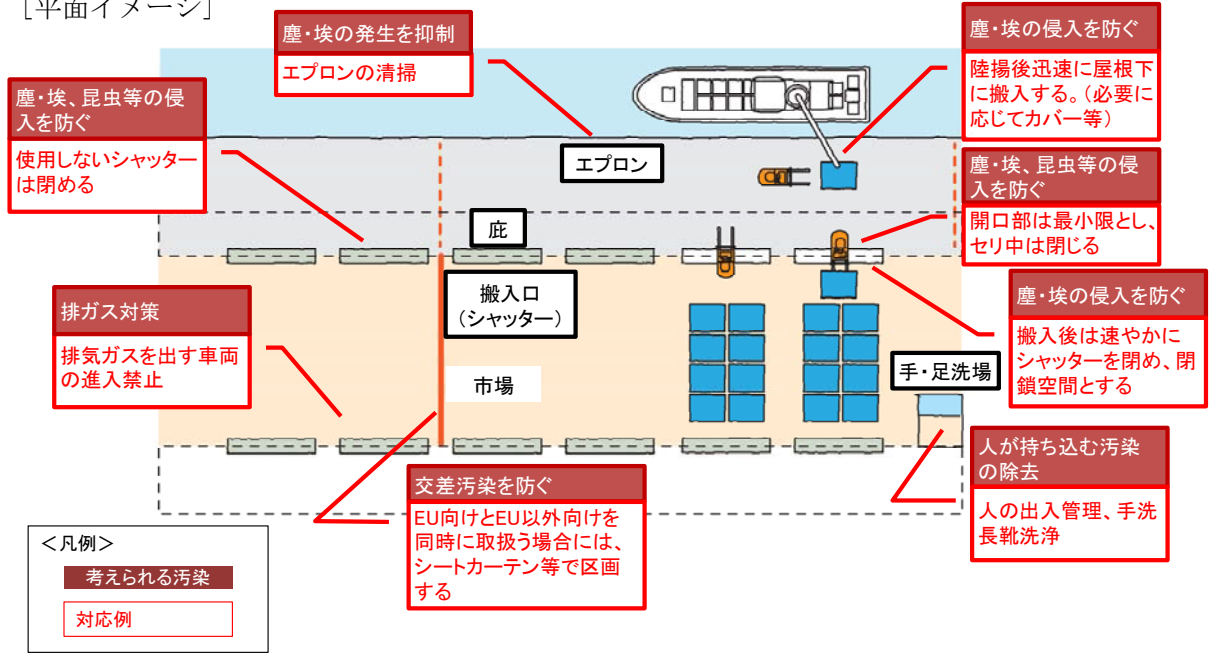 ［平面イメージ］
塵・埃の発生を抑制
エプロンの清掃
塵・埃の侵入を防ぐ
陸揚後迅速に屋根下
に搬入する。（必要に
応じてカバー等）
塵・埃、昆虫等の侵
入を防ぐ
使用しないシャッター
は閉める
エプロン
塵・埃、昆虫等の侵
入を防ぐ
開口部は最小限とし、
セリ中は閉じる
庇
搬入口
（シャッター）
塵・埃の侵入を防ぐ
搬入後は速やかに
シャッターを閉め、閉
鎖空間とする
排ガス対策
排気ガスを出す車両
の進入禁止
市場
手・足洗場
交差汚染を防ぐ
EU向けとEU以外向けを
同時に取扱う場合には、
シートカーテン等で区画
する
人が持ち込む汚染
の除去
人の出入管理、手洗
長靴洗浄
＜凡例＞
考えられる汚染
対応例